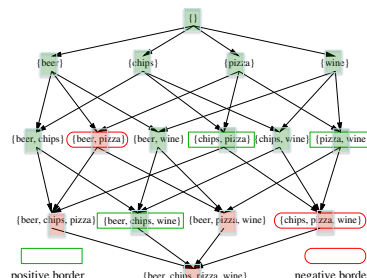 {}
{beer} {chips} {pizza} {wine}
{beer, chips} {beer, pizza} {beer, wine} {chips, pizza} {chips, wine} {pizza, wine
{beer, chips, pizza} {beer, chips, wine} {beer, pizza, wine} {chips, pizza, wine}
{beer, chips, pizza, wine}
positive border negative borde